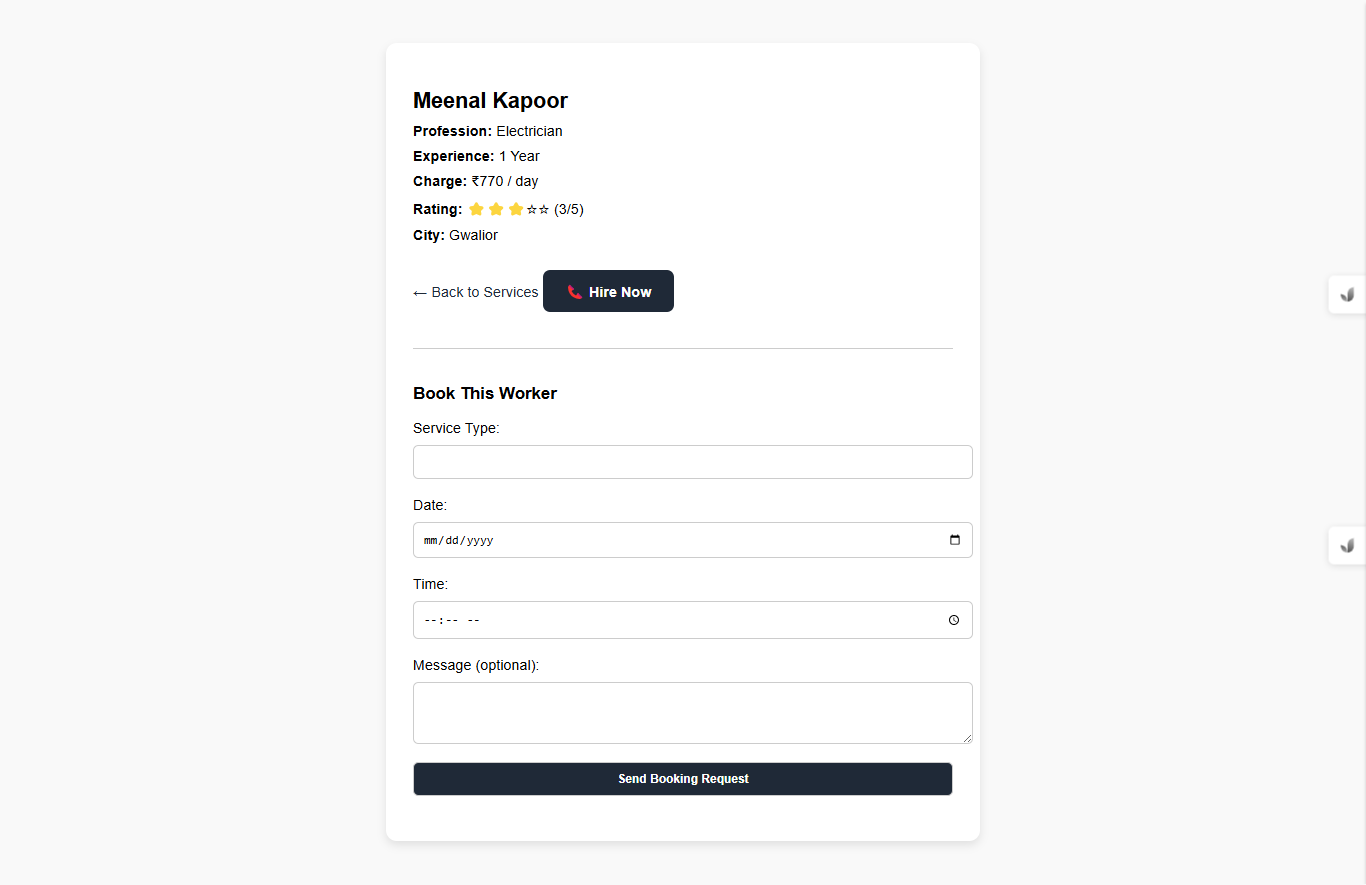 Meenal Kapoor
Profession: Electrician
Experience: 1 Year
Charge: ₹770 / day
Rating: ⭐⭐⭐☆☆ (3/5)
City: Gwalior
← Back to Services 📞 Hire Now
Book This Worker
Service Type:
Date:
mm/dd/yyyy
Time:
--:-- --
Message (optional):
Send Booking Request